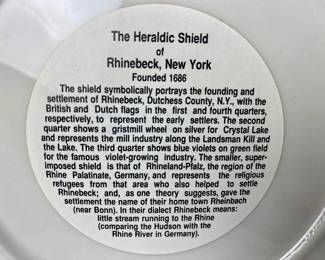 The Heraldic Shield
of
Rhinebeck, New York
Founded 1686
The shield symbolically portrays the founding and
settlement of Rhinebeck, Dutchess County, N.Y., with the
British and Dutch flags in the first and fourth quarters,
respectively, to represent the early settlers. The second
quarter shows a gristmill wheel on silver for Crystal Lake
and represents the mill industry along the Landsman Kill and
the Lake. The third quarter shows blue violets on green field
for the famous violet-growing industry. The smaller, super-
imposed shield is that of Rhineland-Pfalz, the region of the
Rhine Palatinate, Germany, and represents the religious
refugees from that area who also helped to settle
Rhinebeck; and, as one theory suggests, gave the
settlement the name of their home town Rheinbach
(near Bonn). In their dialect Rhinebeck means:
little stream running to the Rhine
(comparing the Hudson with the
Rhine River in Germany).